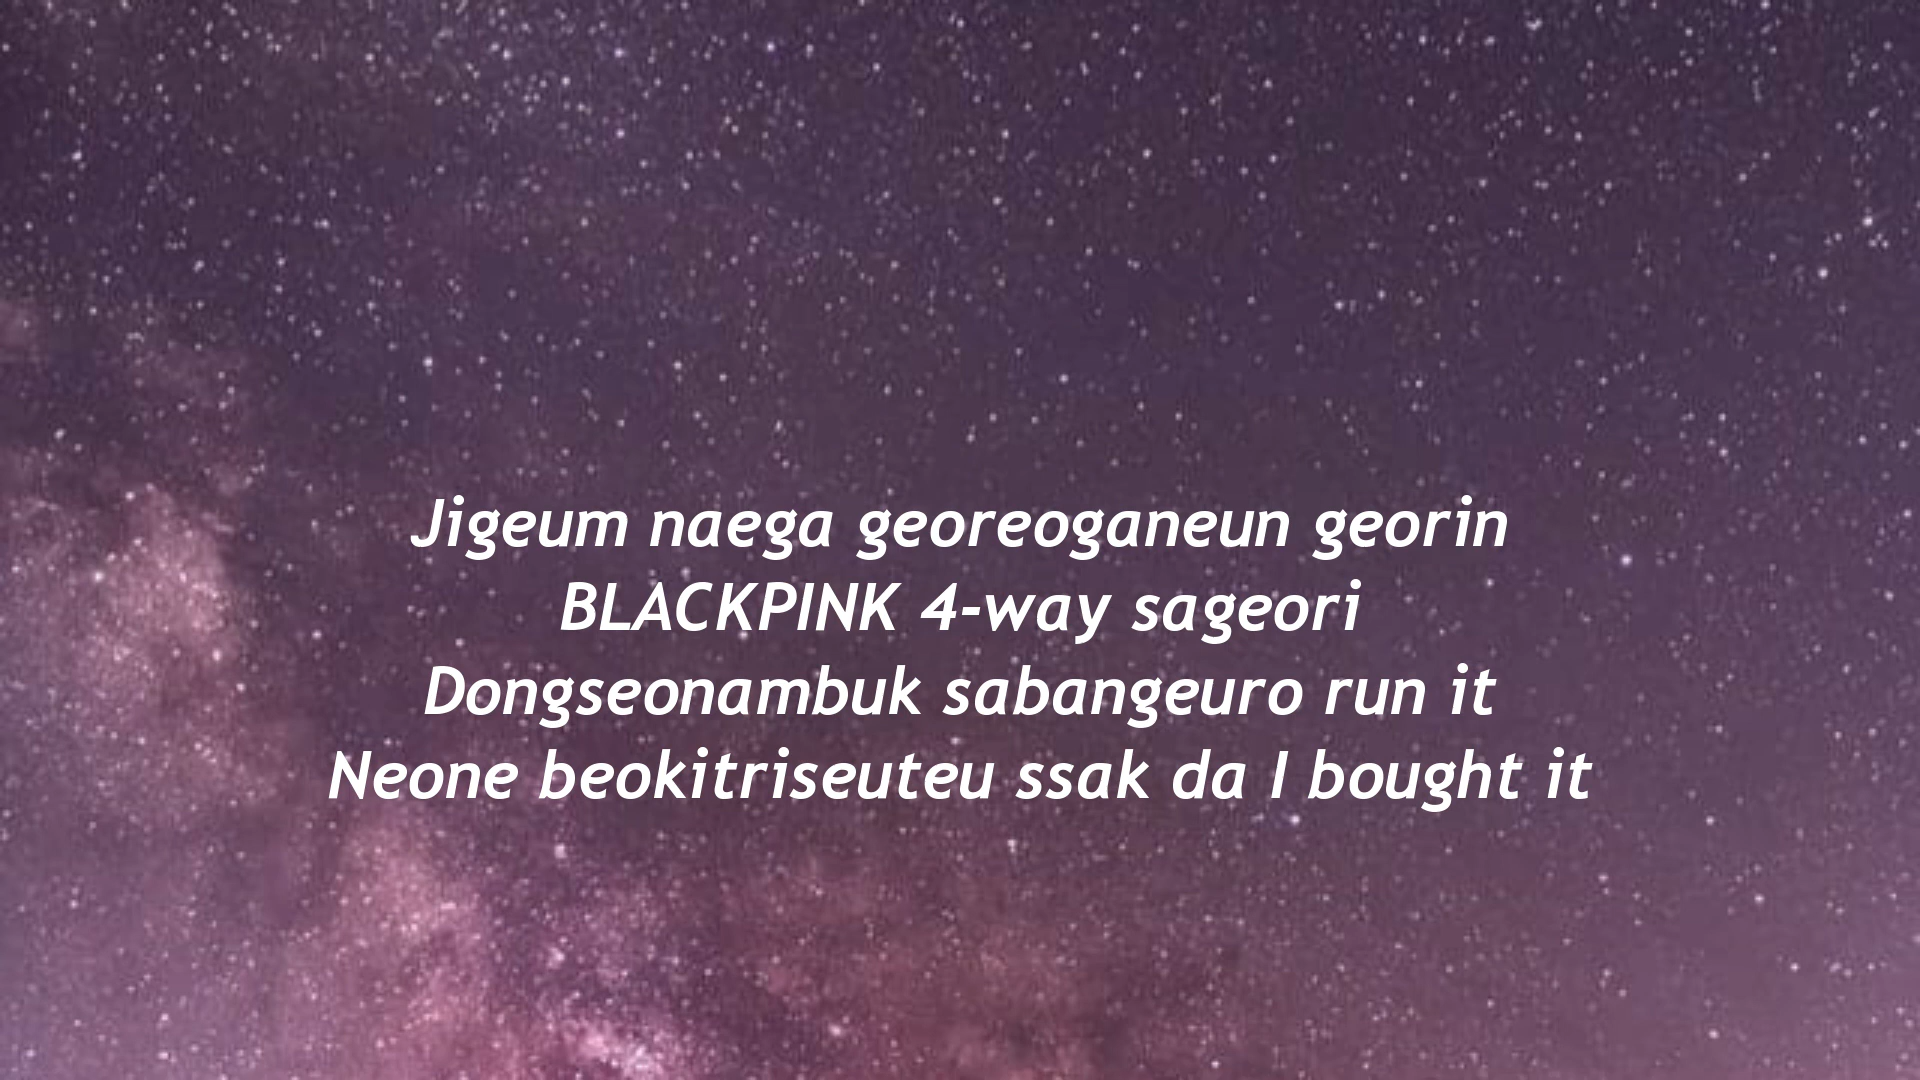 Jigeum naega georeoganeun georin
BLACKPINK 4-way sageori
Dongseonambuk sabangeuro run it
Neone beokitriseuteu ssak da I bought it